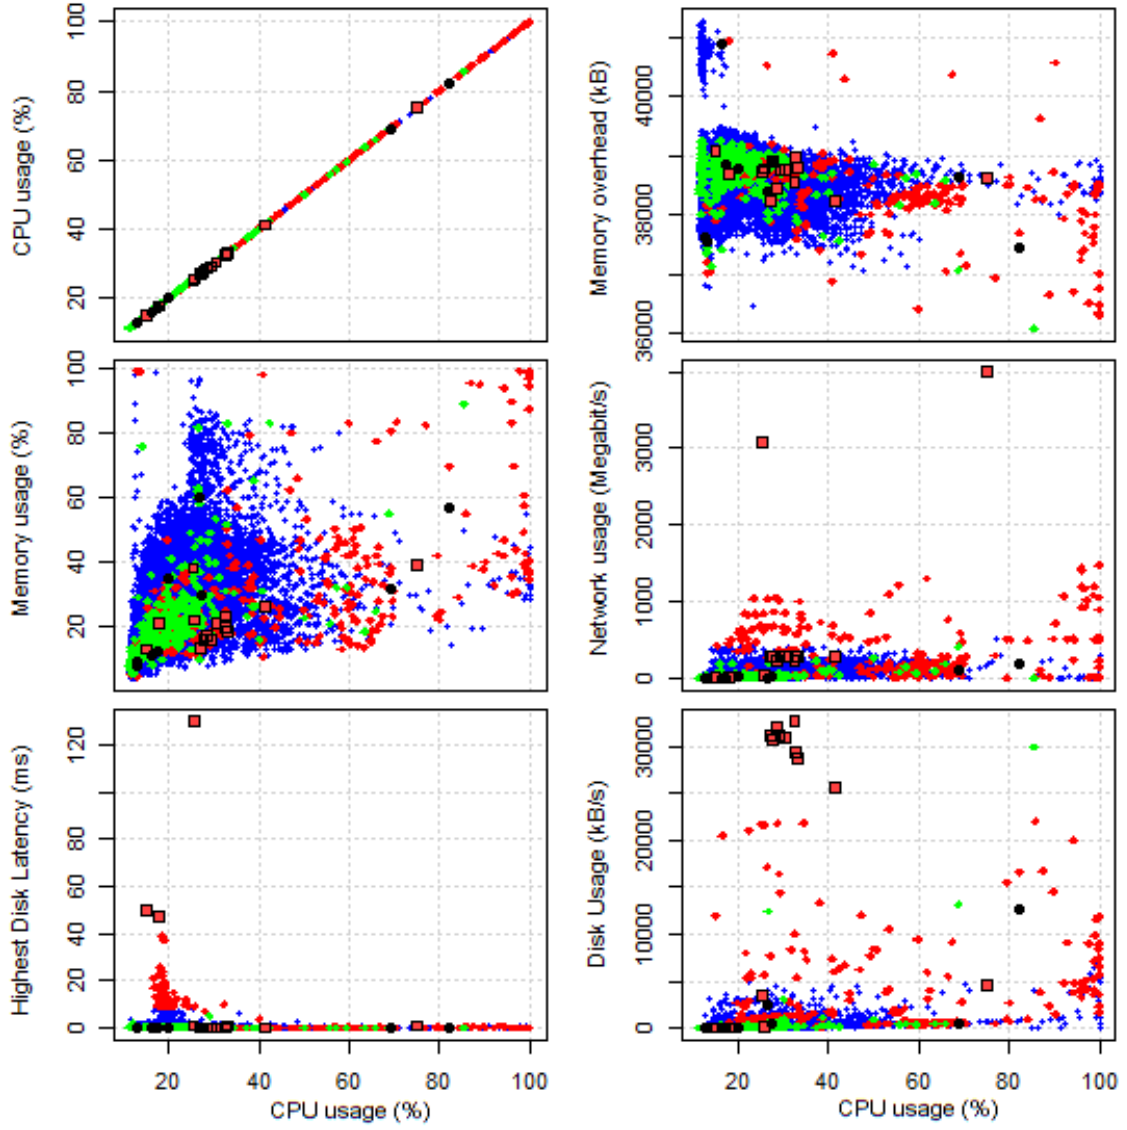 CPU usage (%)
100
80
60
40
20
Memory overhead (kB)
40000
38000
36000
Memory usage (%)
100
80
60
40
20
Network usage (Megabit/s)
3000
2000
1000
0
Highest Disk Latency (ms)
120
80
60
40
20
0
Disk Usage (kB/s)
30000
20000
10000
0
20 40 60 80 100
CPU usage (%)
20 40 60 80 100
CPU usage (%)